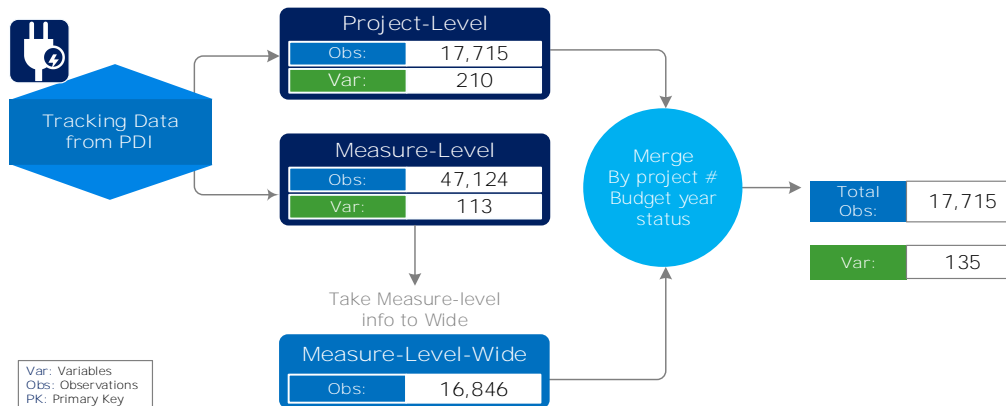 Tracking Data
from PDI
Project-Level
Obs:
17,715
Var:
210
Measure-Level
Obs:
47,124
Var:
113
Take Measure-level
info to Wide
Measure-Level-Wide
Obs:
16,846
Merge
By project #
Budget year
status
Total
Obs:
17,715
Var:
135
Var: Variables
Obs: Observations
PK: Primary Key